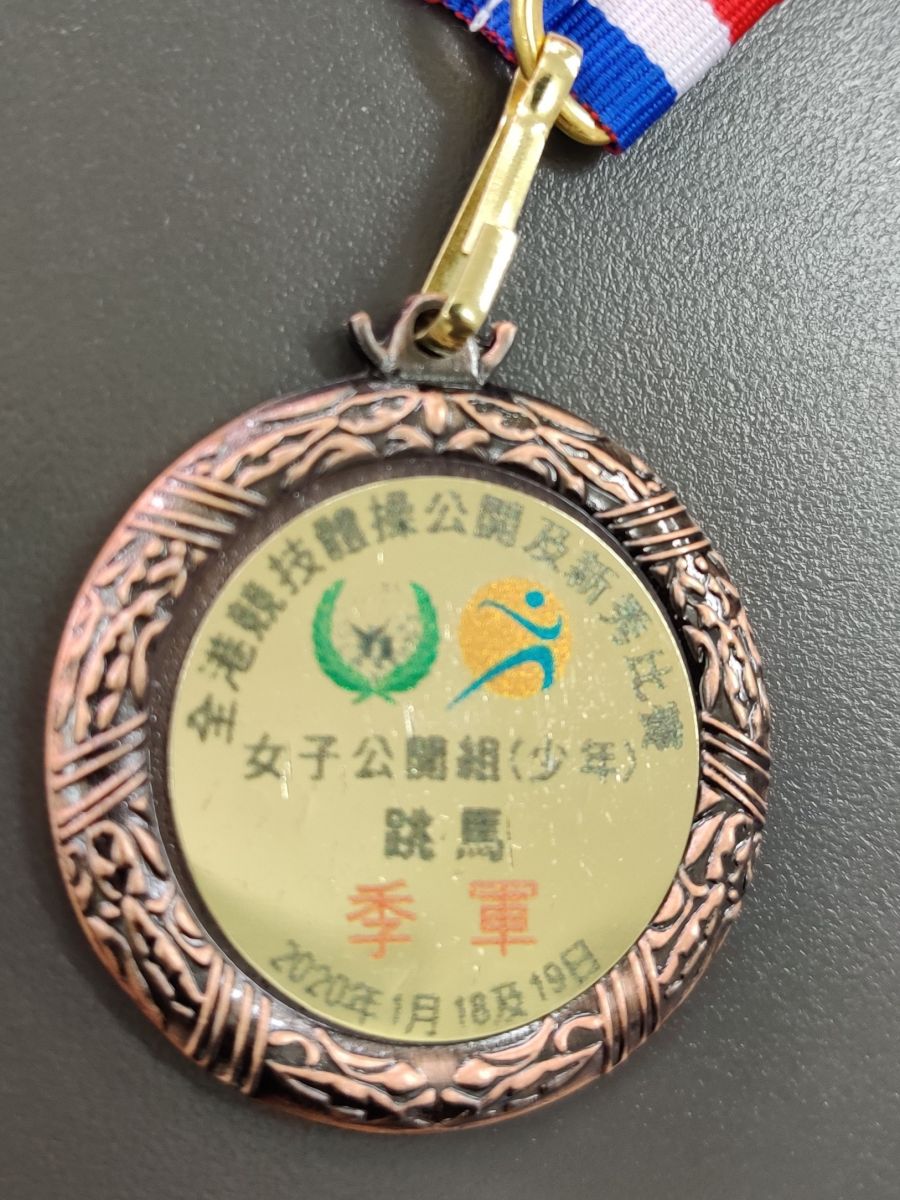 全港競技體操公開及新秀比賽
女子公開組(少年)
跳馬
季軍
2020年1月18及19日